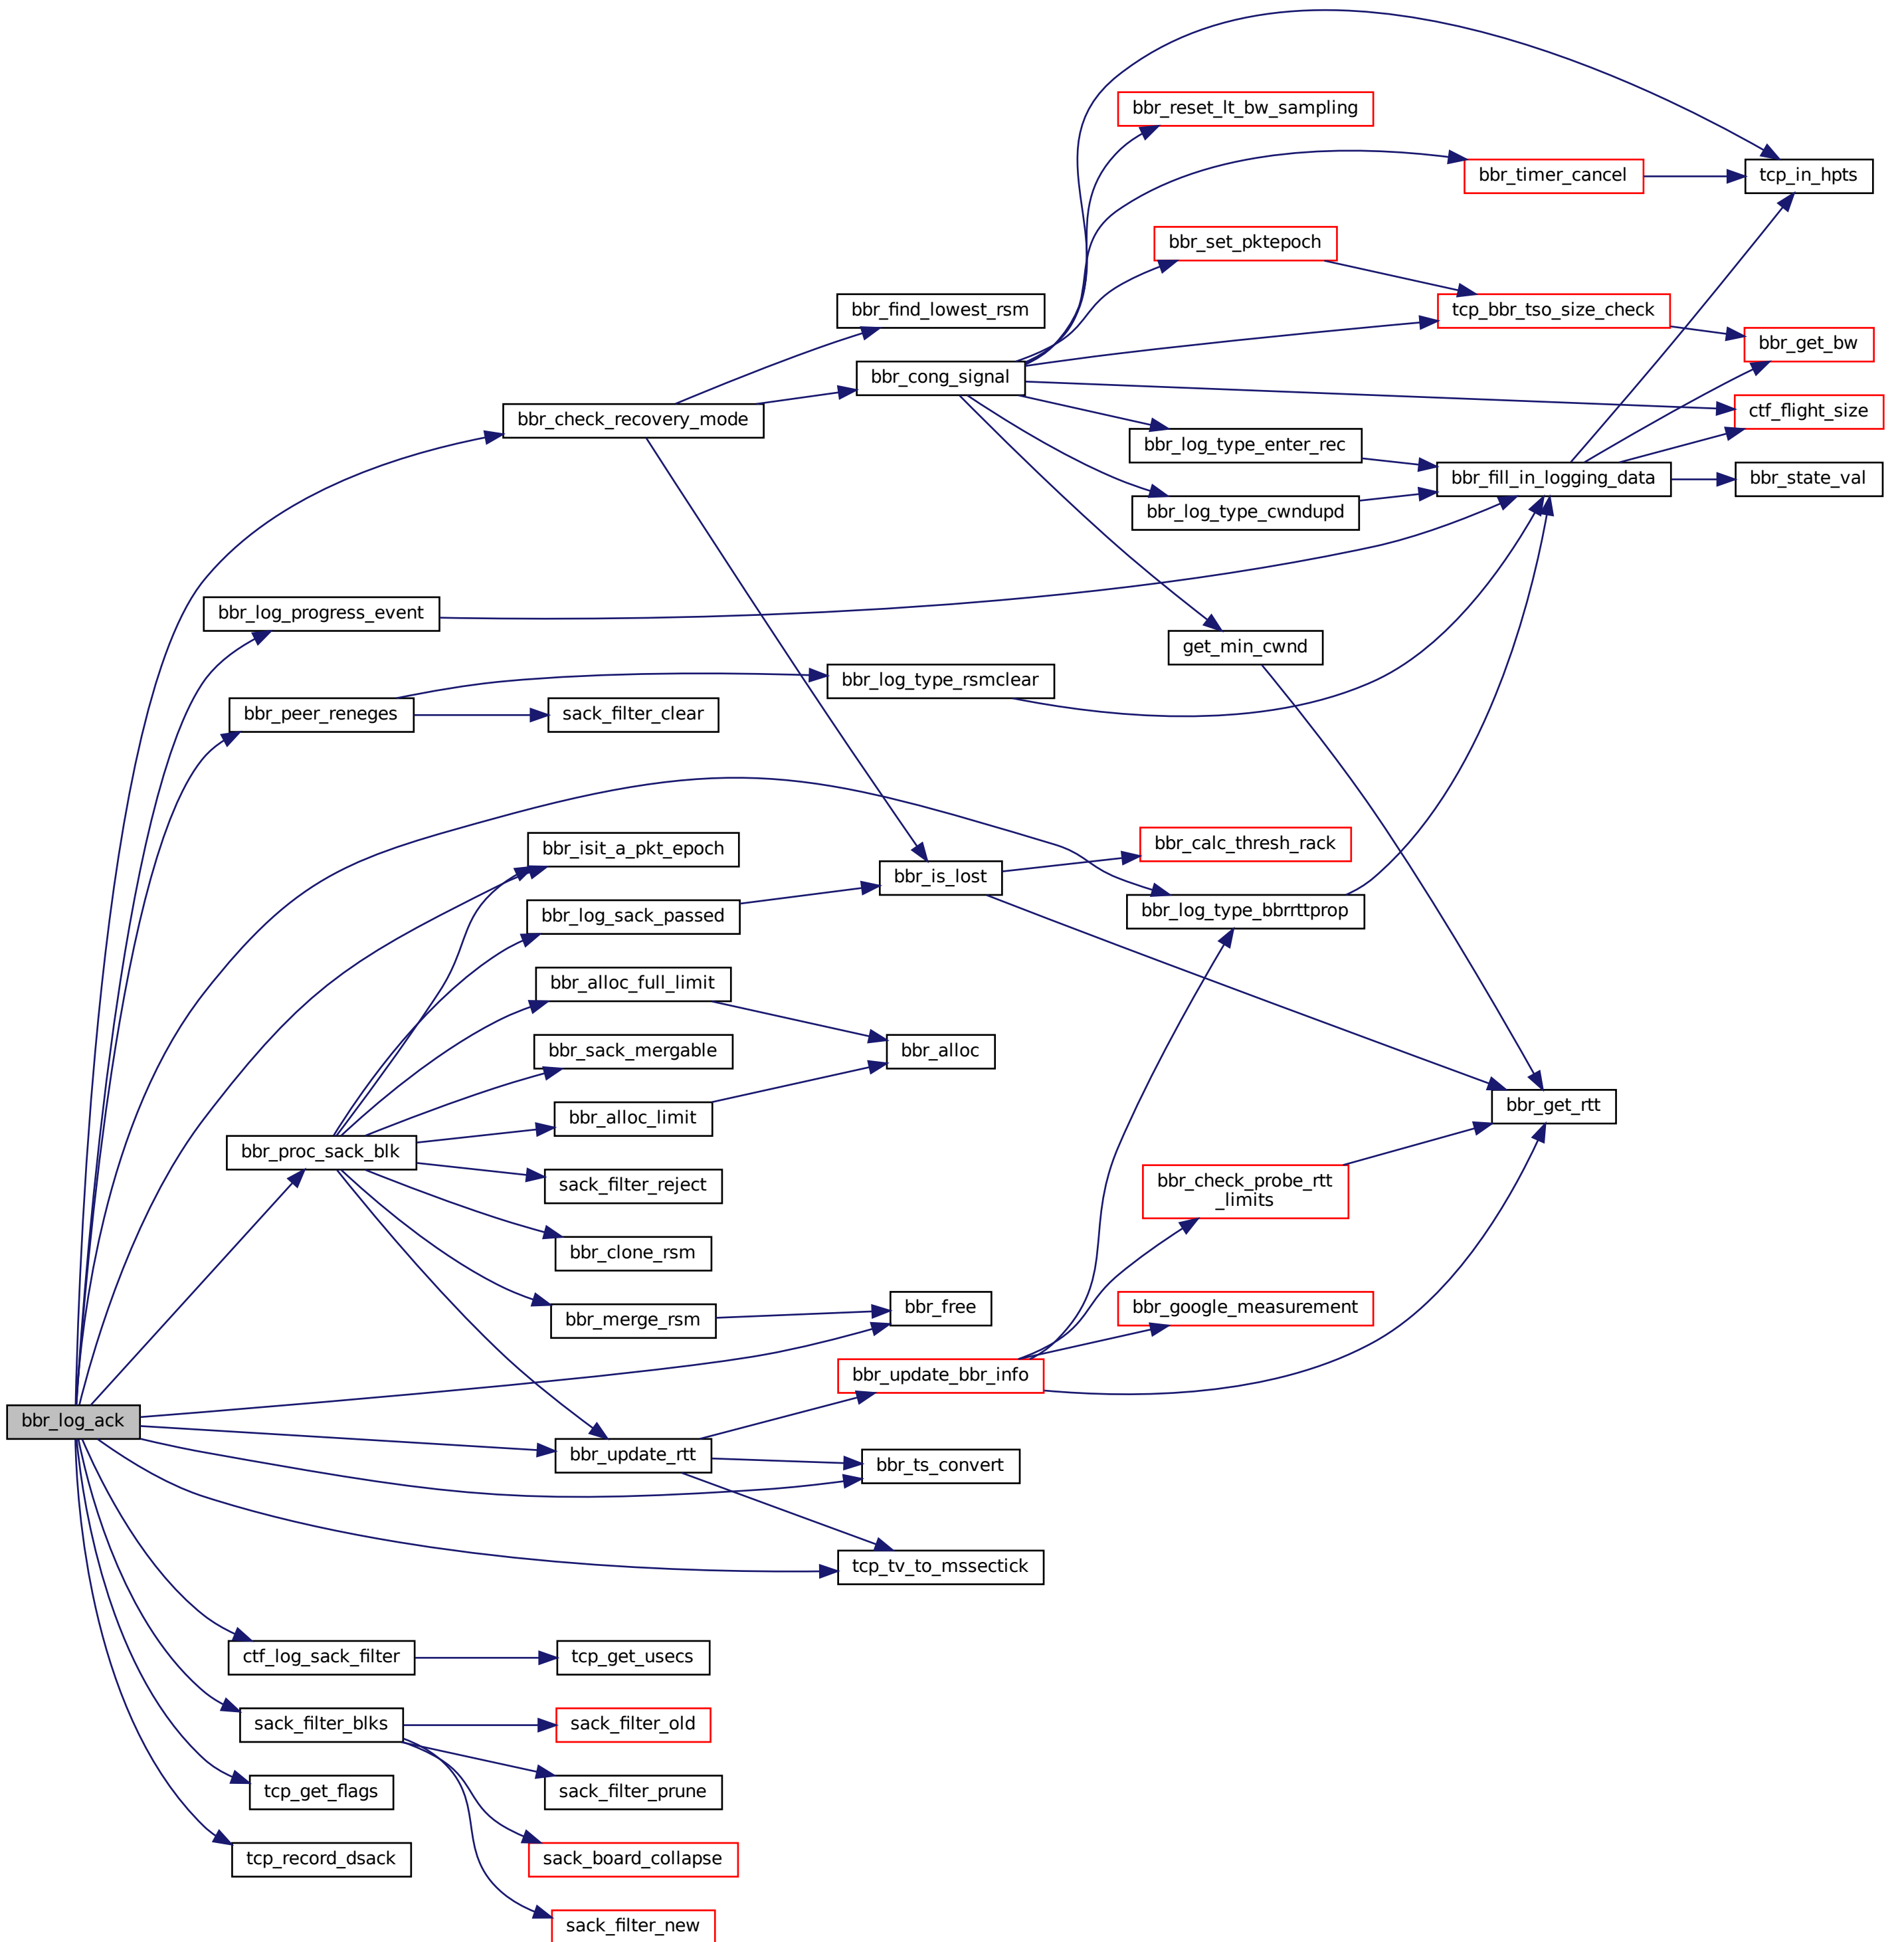 bbr_reset_lt_bw_sampling
bbr_timer_cancel
tcp_in_hpts
bbr_set_pktepoch
bbr_find_lowest_rsm
tcp_bbr_tso_size_check
bbr_get_bw
bbr_cong_signal
ctf_flight_size
bbr_check_recovery_mode
bbr_log_type_enter_rec
bbr_fill_in_logging_data
bbr_state_val
bbr_log_type_cwndupd
bbr_log_progress_event
get_min_cwnd
bbr_log_type_rsmclear
bbr_peer_reneges
sack_filter_clear
bbr_isit_a_pkt_epoch
bbr_calc_thresh_rack
bbr_is_lost
bbr_log_sack_passed
bbr_log_type_bbrrttprop
bbr_alloc_full_limit
bbr_sack_mergable
bbr_alloc
bbr_get_rtt
bbr_alloc_limit
bbr_proc_sack_blk
sack_filter_reject
bbr_check_probe_rtt
_limits
bbr_clone_rsm
bbr_free
bbr_google_measurement
bbr_merge_rsm
bbr_update_bbr_info
bbr_log_ack
bbr_update_rtt
bbr_ts_convert
tcp_tv_to_mssectick
ctf_log_sack_filter
tcp_get_usecs
sack_filter_blks
sack_filter_old
tcp_get_flags
sack_filter_prune
tcp_record_dsack
sack_board_collapse
sack_filter_new